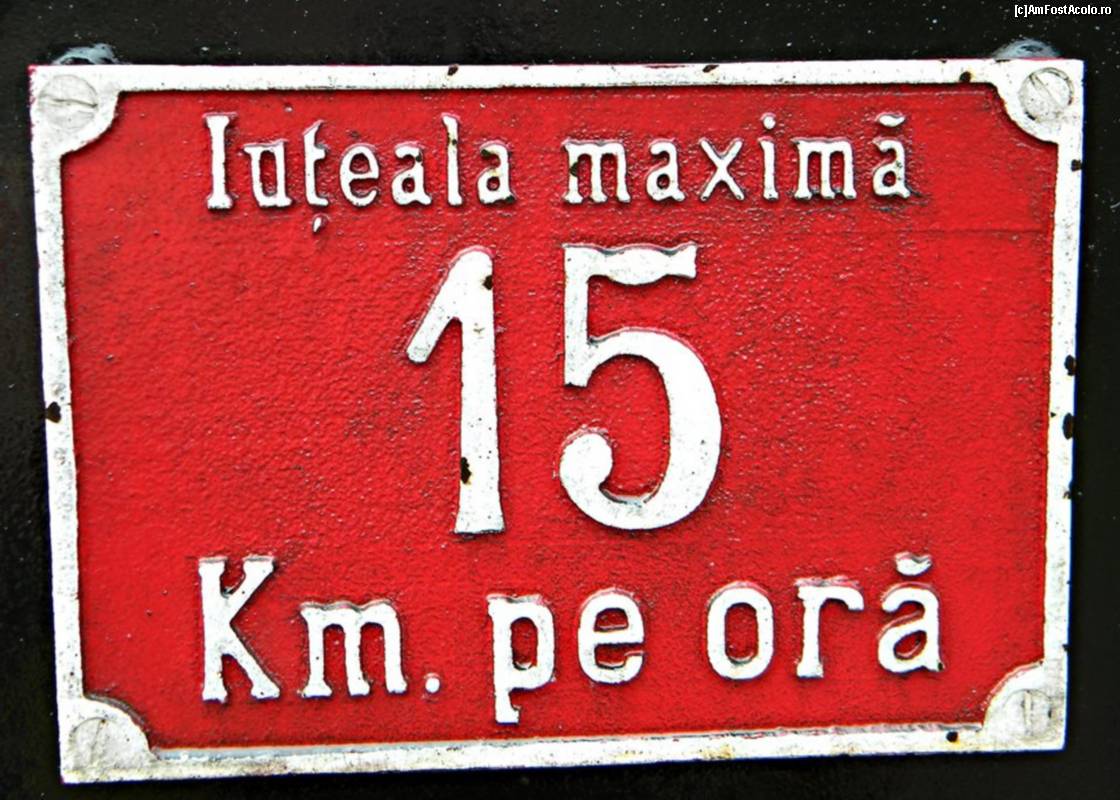 [c]AmFostAcolo.ro
Iuțeala maximă
15
Km. pe oră